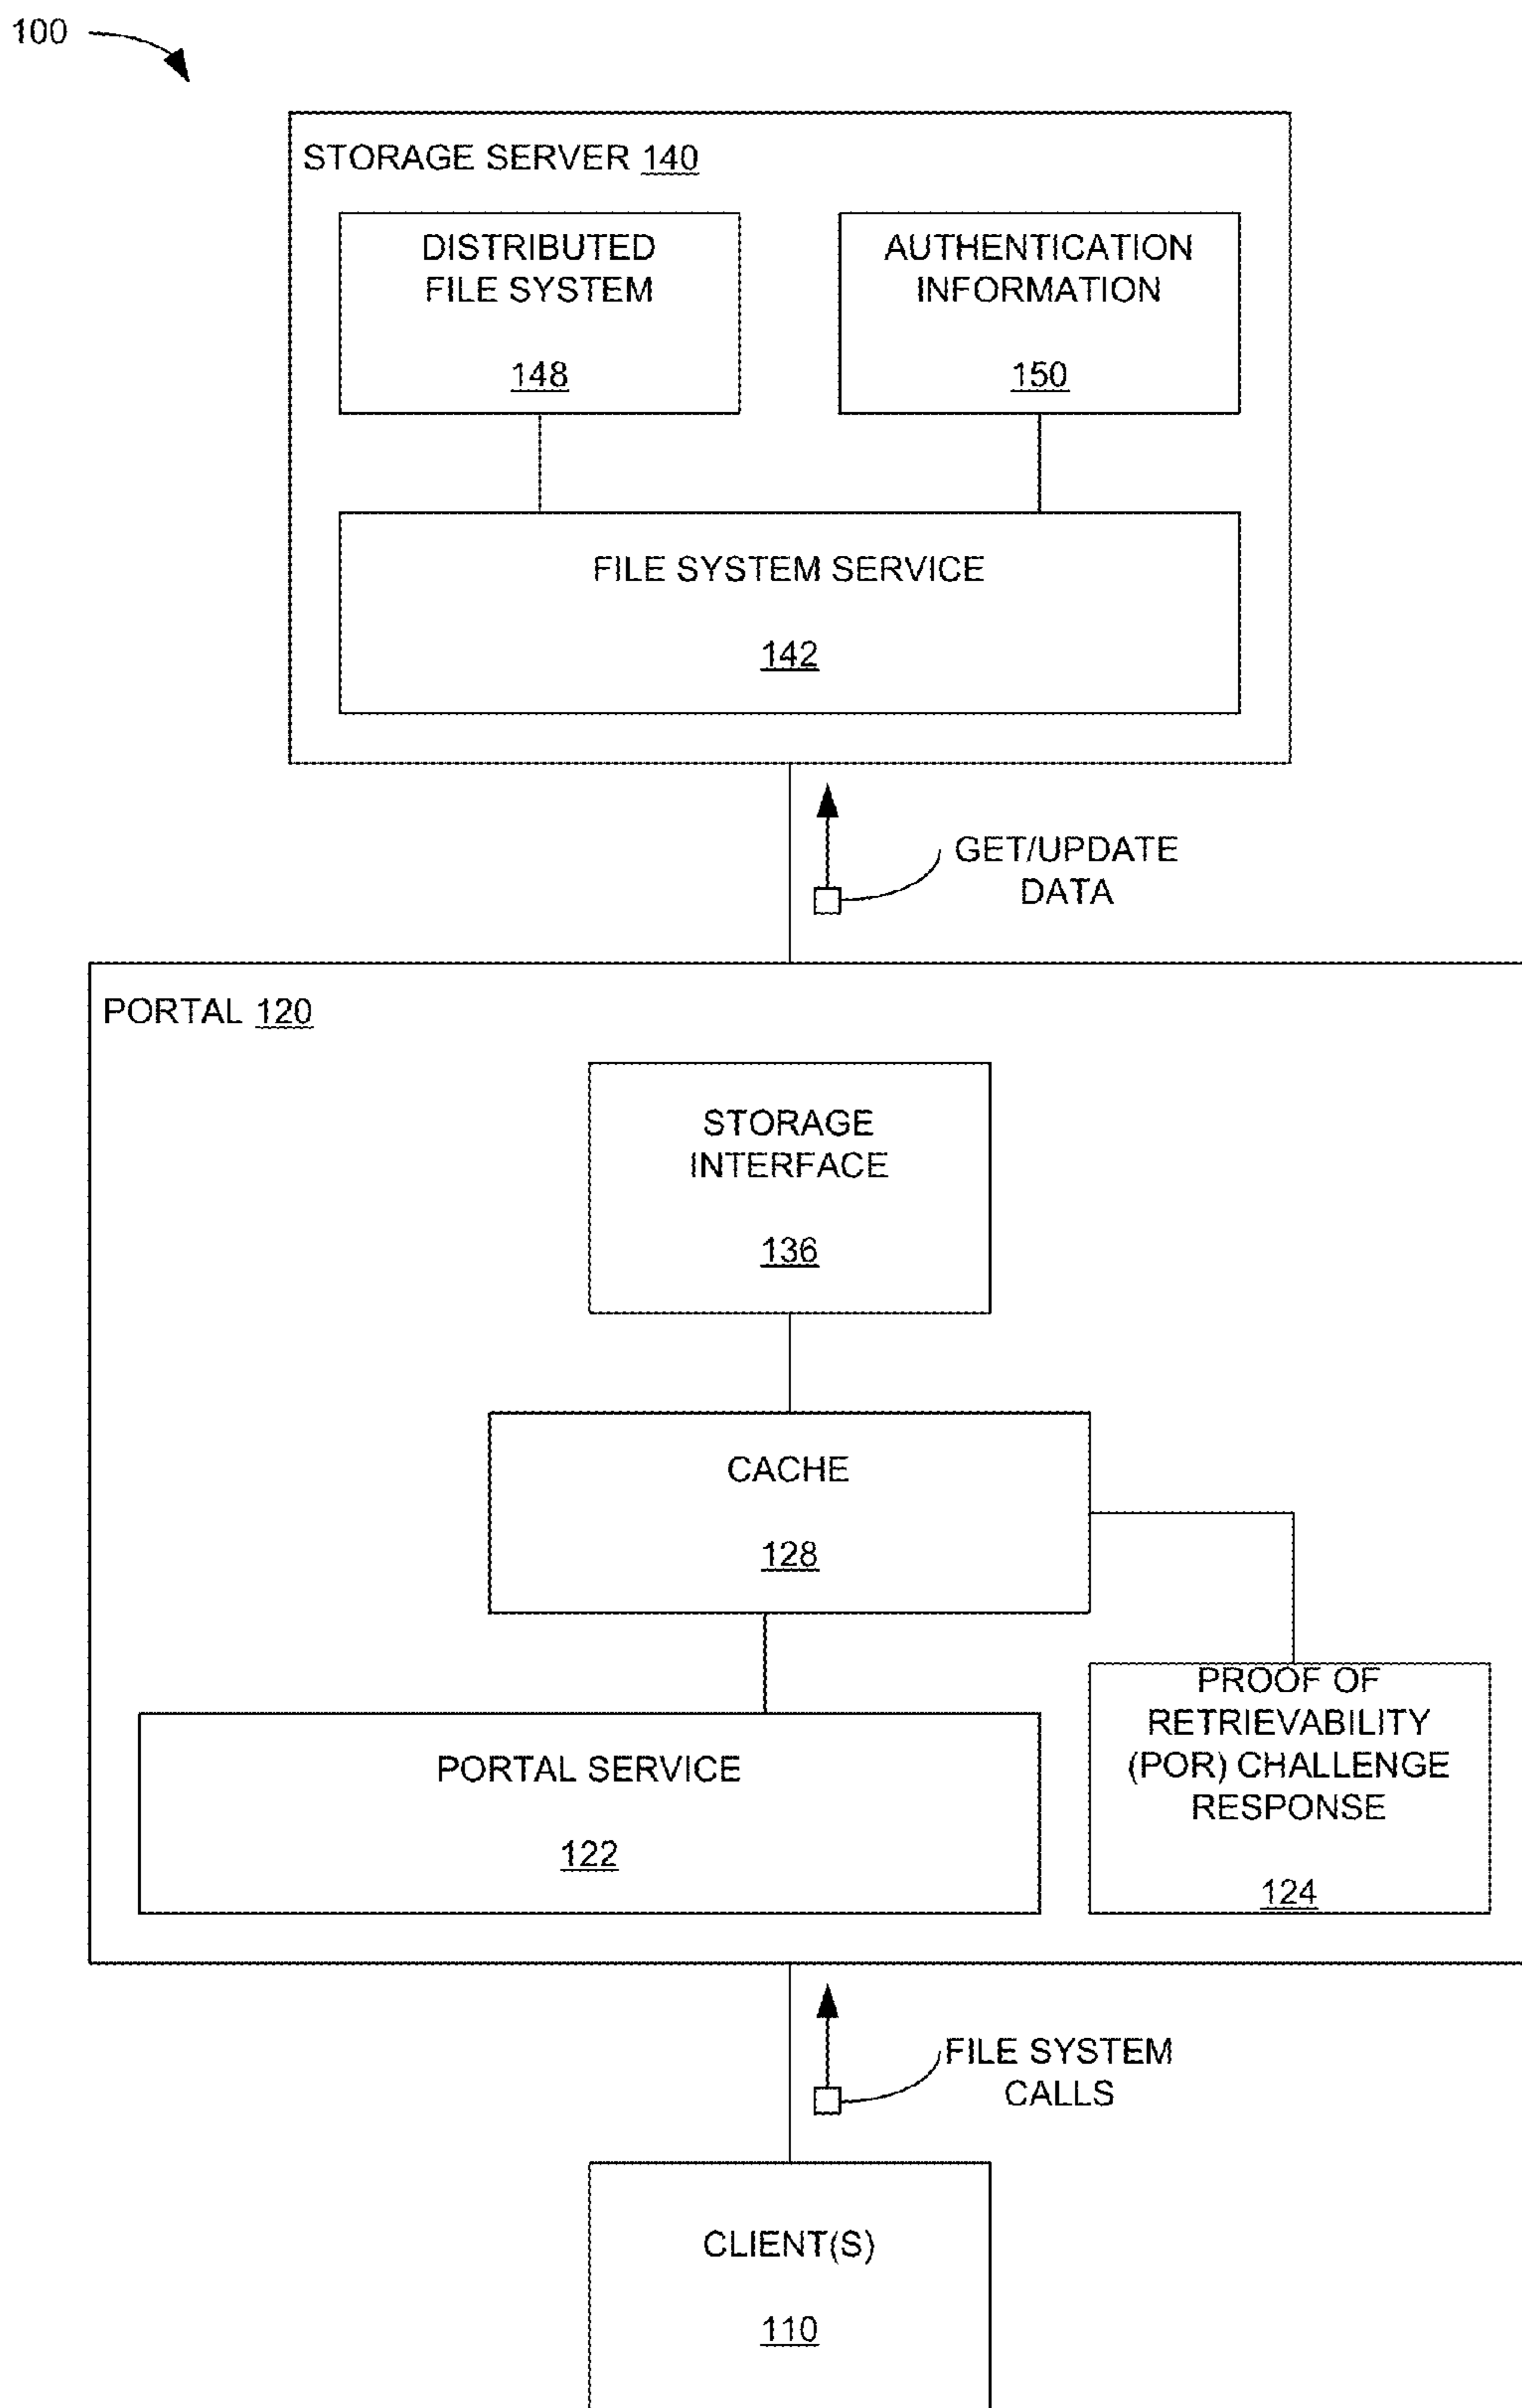 100
STORAGE SERVER 140
DISTRIBUTED
FILE SYSTEM
148
AUTHENTICATION
INFORMATION
150
FILE SYSTEM SERVICE
142
GET/UPDATE
DATA
PORTAL 120
STORAGE
INTERFACE
136
CACHE
128
PORTAL SERVICE
122
PROOF OF
RETRIEVABILITY
(POR) CHALLENGE
RESPONSE
124
FILE SYSTEM
CALLS
CLIENT(S)
110